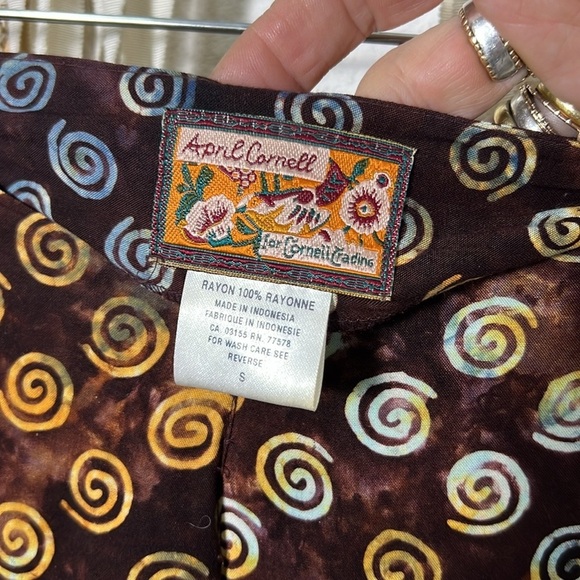 April Cornell
for Cornell Trading
RAYON 100% RAYONNE
MADE IN INDONESIA
FABRIQUE IN INDONESIE
CA. 03155 RN. 77578
FOR WASH CARE SEE
REVERSE
S